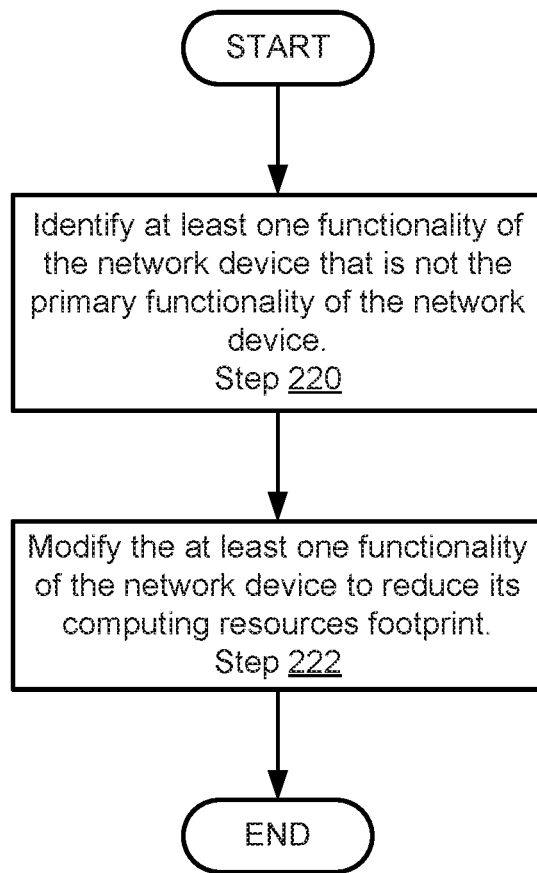 START
Identify at least one functionality of
the network device that is not the
primary functionality of the network
device.
Step 220
Modify the at least one functionality
of the network device to reduce its
computing resources footprint.
Step 222
END